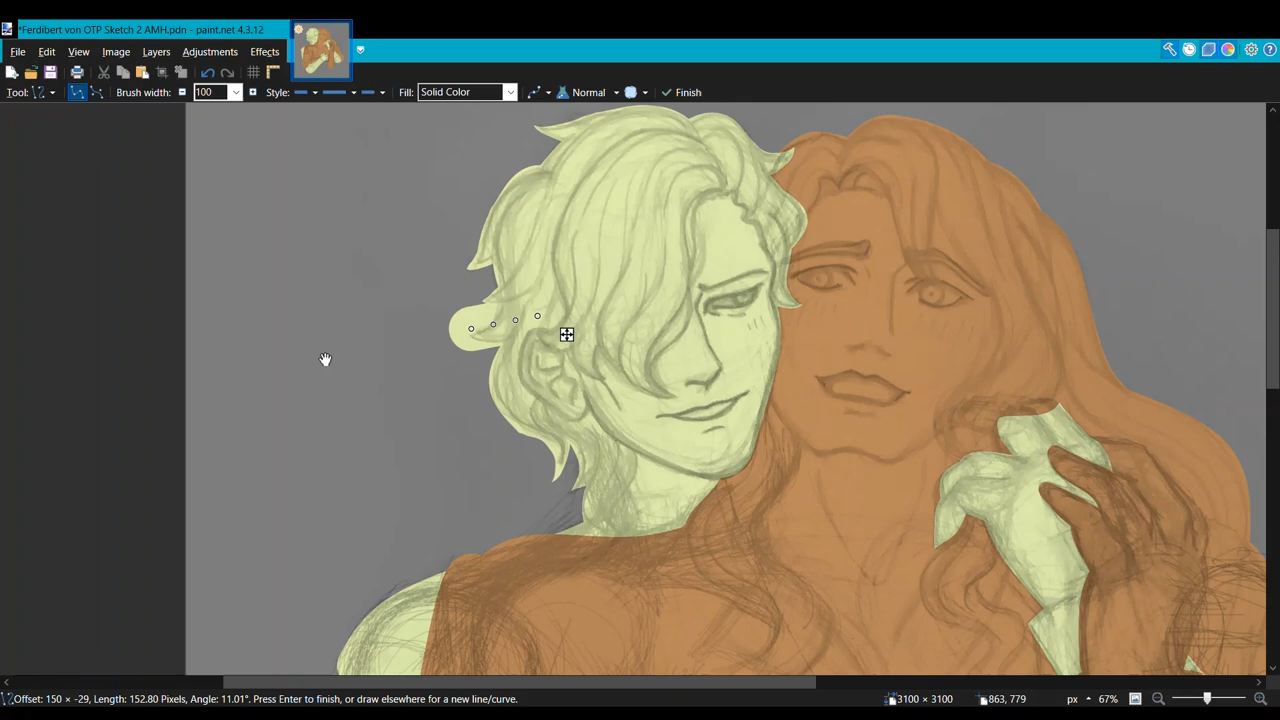 *Ferdibert von OTP Sketch 2 AMH.pdn - paint.net 4.3.12
File Edit View Image Layers Adjustments Effects
Tool: Brush width: 100 Style: Fill: Solid Color Normal Finish
Offset: 150 × -29, Length: 152.80 Pixels, Angle: 11.01°. Press Enter to finish, or draw elsewhere for a new line/curve. 3100 × 3100 863, 779 px 67%